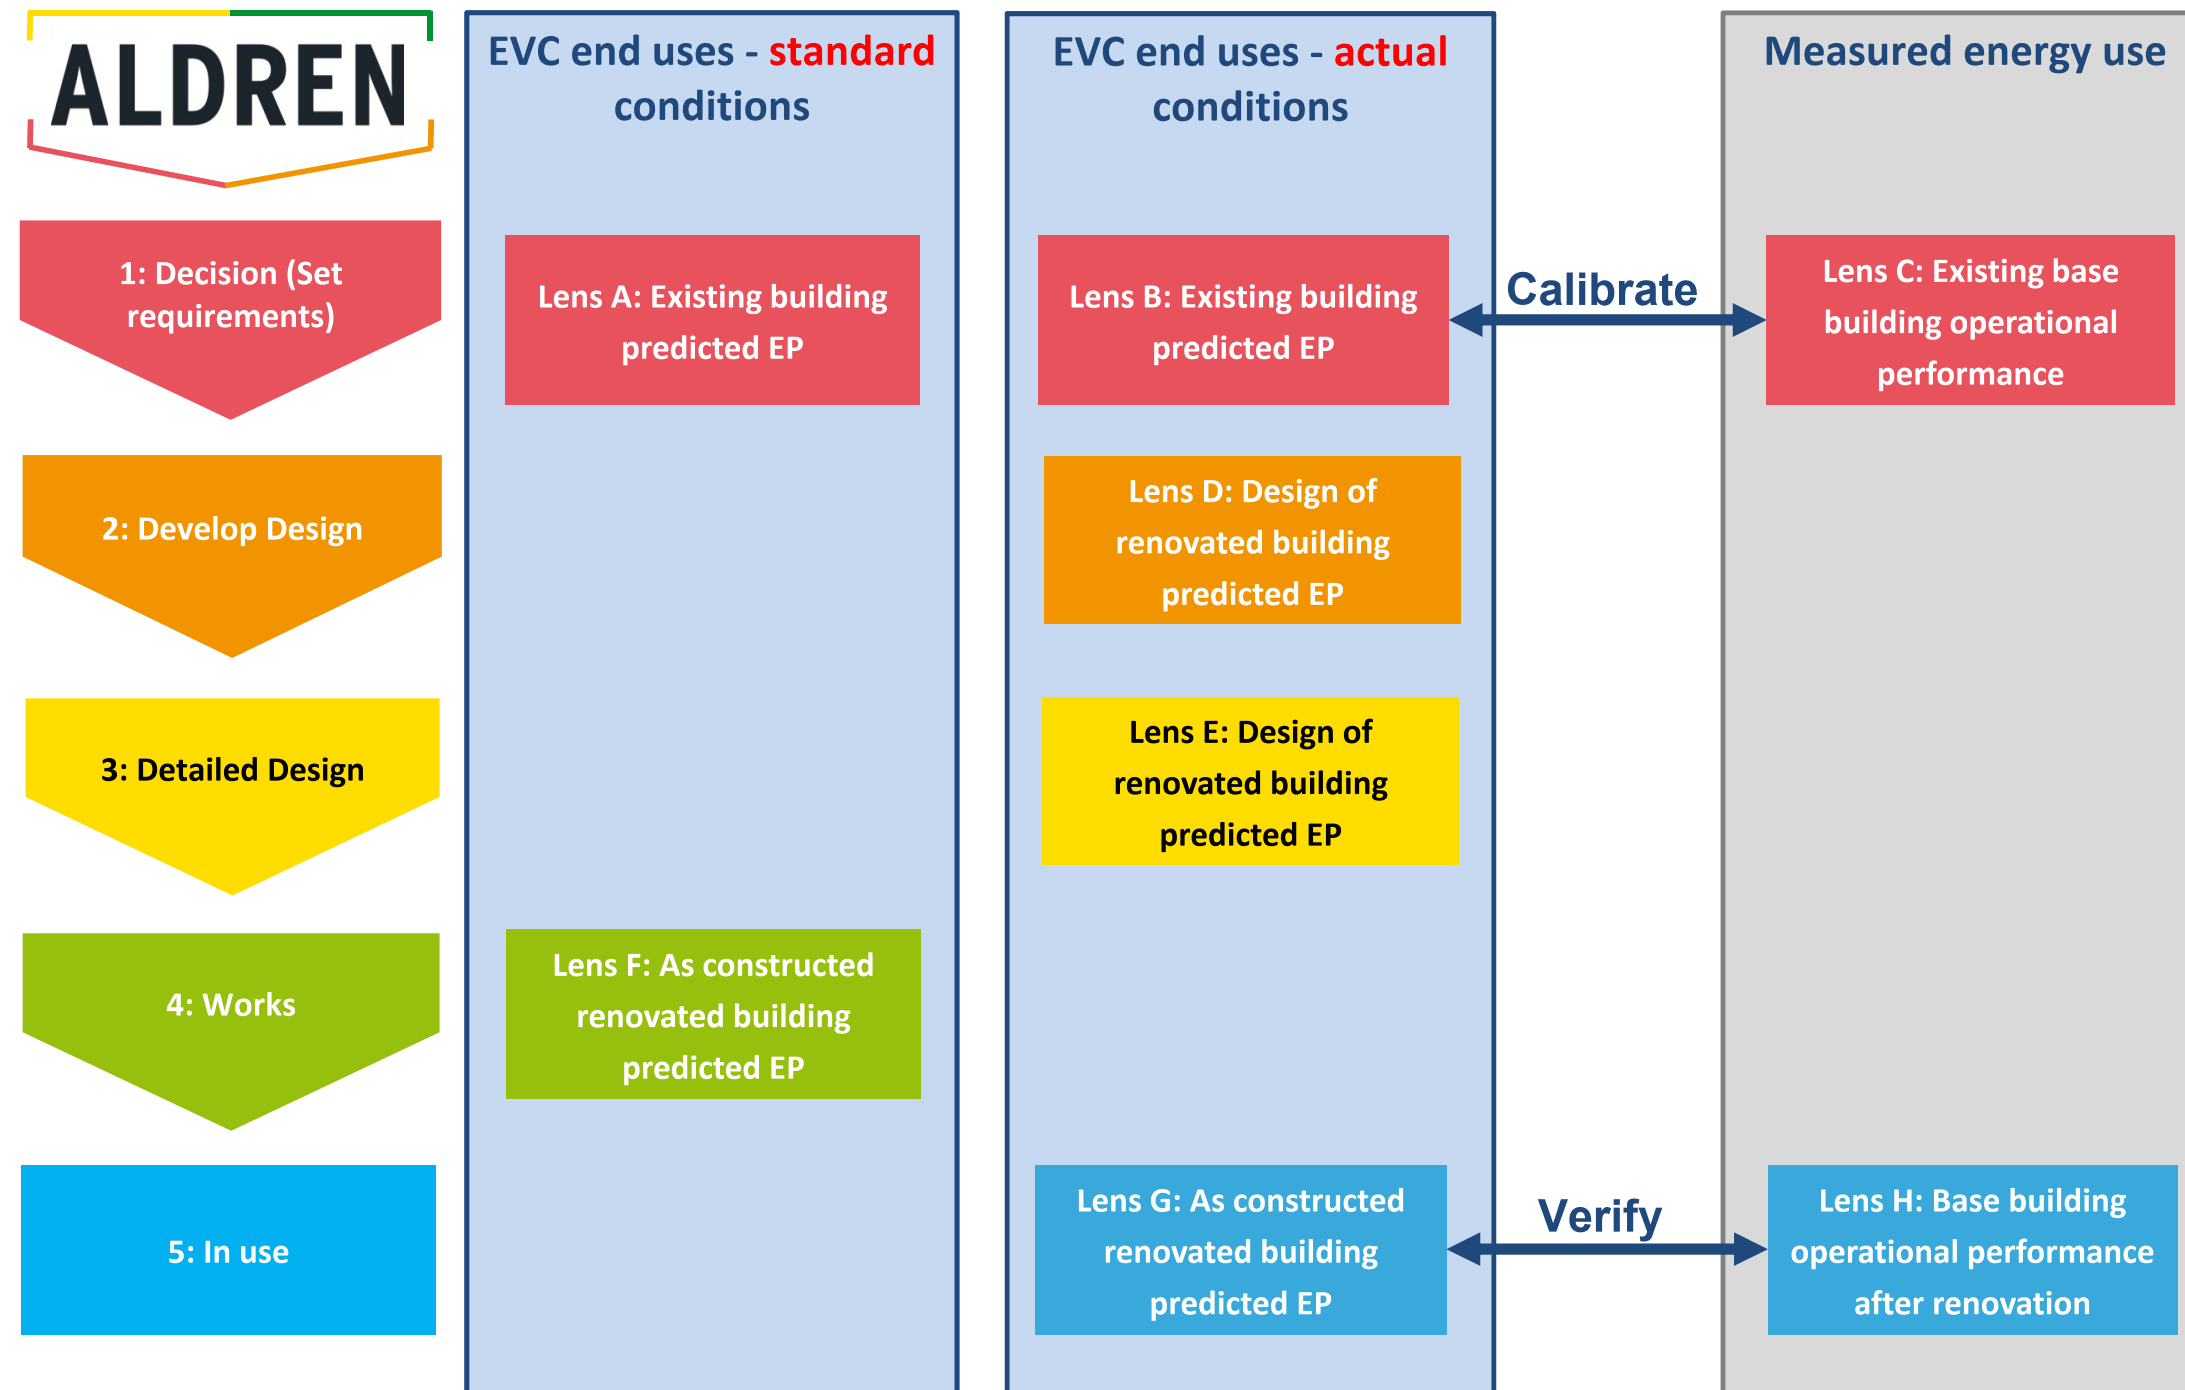 ALDREN
EVC end uses - standard
conditions
EVC end uses - actual
conditions
Measured energy use
1: Decision (Set
requirements)
Lens A: Existing building
predicted EP
Lens B: Existing building
predicted EP
Calibrate
Lens C: Existing base
building operational
performance
2: Develop Design
Lens D: Design of
renovated building
predicted EP
3: Detailed Design
Lens E: Design of
renovated building
predicted EP
4: Works
Lens F: As constructed
renovated building
predicted EP
5: In use
Lens G: As constructed
renovated building
predicted EP
Verify
Lens H: Base building
operational performance
after renovation